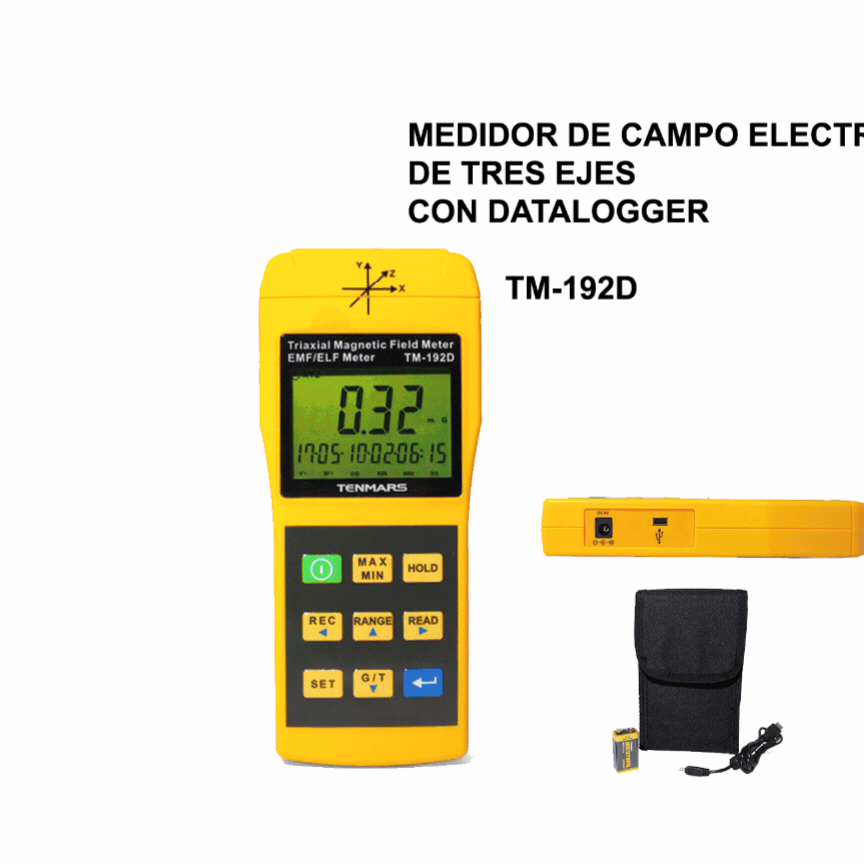 MEDIDOR DE CAMPO ELECTR
DE TRES EJES
CON DATALOGGER
TM-192D
Y
Z
X
Triaxial Magnetic Field Meter
EMF/ELF Meter TM-192D
0.32
m G
17-05-10-02-06:15
TENMARS
MAX
MIN
HOLD
REC
RANGE
READ
SET
G/T